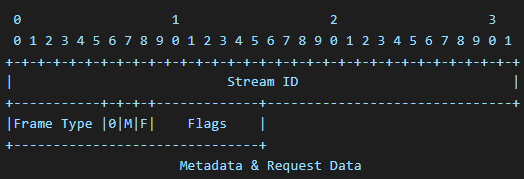 0                   1                   2                   3
 0 1 2 3 4 5 6 7 8 9 0 1 2 3 4 5 6 7 8 9 0 1 2 3 4 5 6 7 8 9 0 1
+-+-+-+-+-+-+-+-+-+-+-+-+-+-+-+-+-+-+-+-+-+-+-+-+-+-+-+-+-+-+-+-+
|                           Stream ID                           |
+-----------+-+-+-+-------------+-------------------------------+
|Frame Type |0|M|F|    Flags    |
+-------------------------------+
                     Metadata & Request Data